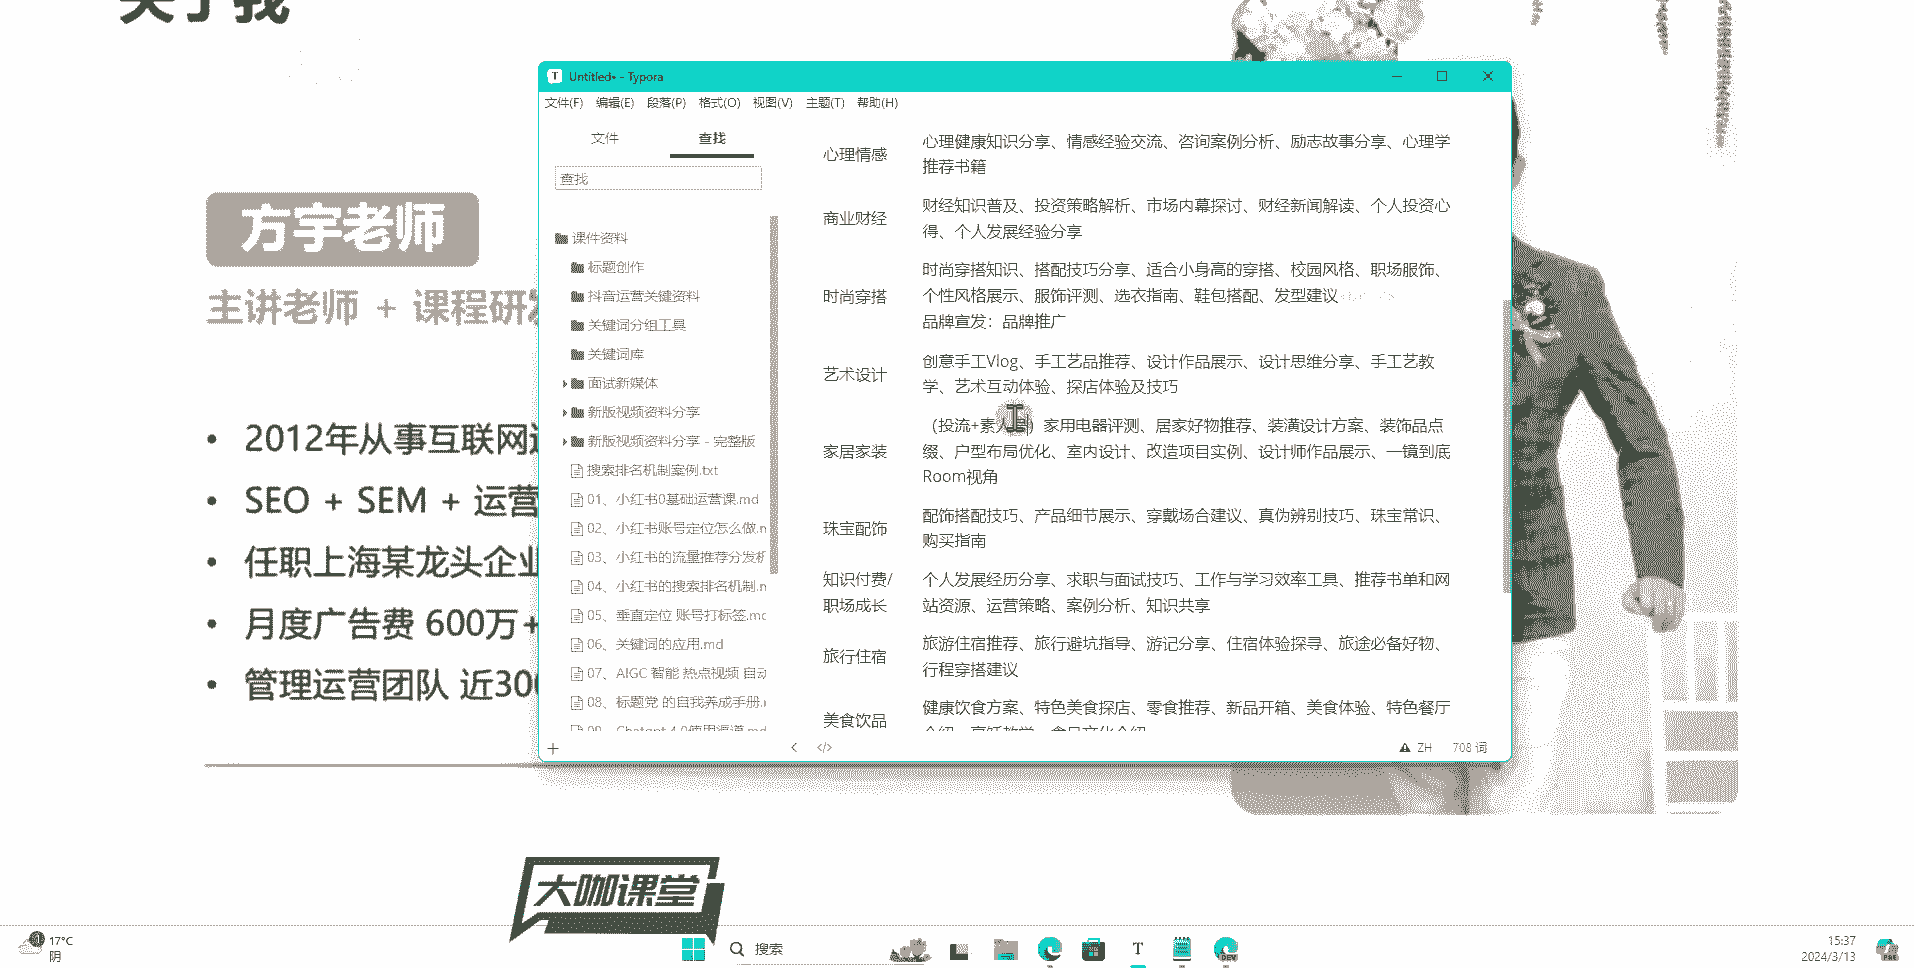 关于我
方宇老师
主讲老师 + 课程研发
2012年从事互联网
SEO + SEM + 运营
任职上海某龙头企业
月度广告费 600万+
管理运营团队 近300
Untitled• - Typora
文件(F) 编辑(E) 段落(P) 格式(O) 视图(V) 主题(T) 帮助(H)
文件 查找
查找
课件资料
标题创作
抖音运营关键资料
关键词分组工具
关键词库
面试新媒体
新版视频资料分享
新版视频资料分享 - 完整版
搜索排名机制案例.txt
01、小红书0基础运营课.md
02、小红书账号定位怎么做.m
03、小红书的流量推荐分发机
04、小红书的搜索排名机制.m
05、垂直定位 账号打标签.md
06、关键词的应用.md
07、AIGC 智能 热点视频 自动
08、标题党 的自我养成手册.
09、Chatgpt 4.0使用渠道.md
心理情感
心理健康知识分享、情感经验交流、咨询案例分析、励志故事分享、心理学
推荐书籍
商业财经
财经知识普及、投资策略解析、市场内幕探讨、财经新闻解读、个人投资心
得、个人发展经验分享
时尚穿搭
时尚穿搭知识、搭配技巧分享、适合小身高的穿搭、校园风格、职场服饰、
个性风格展示、服饰评测、选衣指南、鞋包搭配、发型建议
品牌宣发：品牌推广
艺术设计
创意手工Vlog、手工艺品推荐、设计作品展示、设计思维分享、手工艺教
学、艺术互动体验、探店体验及技巧
家居家装
（投流+素 ）家用电器评测、居家好物推荐、装潢设计方案、装饰品点
缀、户型布局优化、室内设计、改造项目实例、设计师作品展示、一镜到底
Room视角
珠宝配饰
配饰搭配技巧、产品细节展示、穿戴场合建议、真伪辨别技巧、珠宝常识、
购买指南
知识付费/
职场成长
个人发展经历分享、求职与面试技巧、工作与学习效率工具、推荐书单和网
站资源、运营策略、案例分析、知识共享
旅行住宿
旅游住宿推荐、旅行避坑指导、游记分享、住宿体验探寻、旅途必备好物、
行程穿搭建议
美食饮品
健康饮食方案、特色美食探店、零食推荐、新品开箱、美食体验、特色餐厅
介绍、烹饪教学、食品文化介绍
ZH 708 词
大咖课堂
17°C
阴
搜索
15:37
2024/3/13